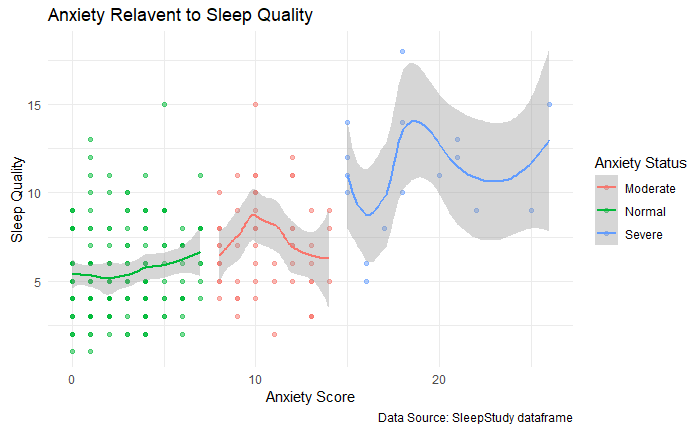 Anxiety Relavent to Sleep Quality
Sleep Quality
15
10
5
0
10
20
Anxiety Score
Anxiety Status
Moderate
Normal
Severe
Data Source: SleepStudy dataframe